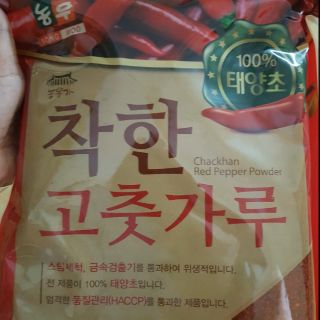 농우
100%
태양초
농우가
착한
Chackhan
Red Pepper Powder
고춧가루
스팀세척, 금속검출기를 통과하여 위생적입니다.
전 제품이 100% 태양초입니다.
엄격한 품질관리(HACCP)를 통과한 제품입니다.